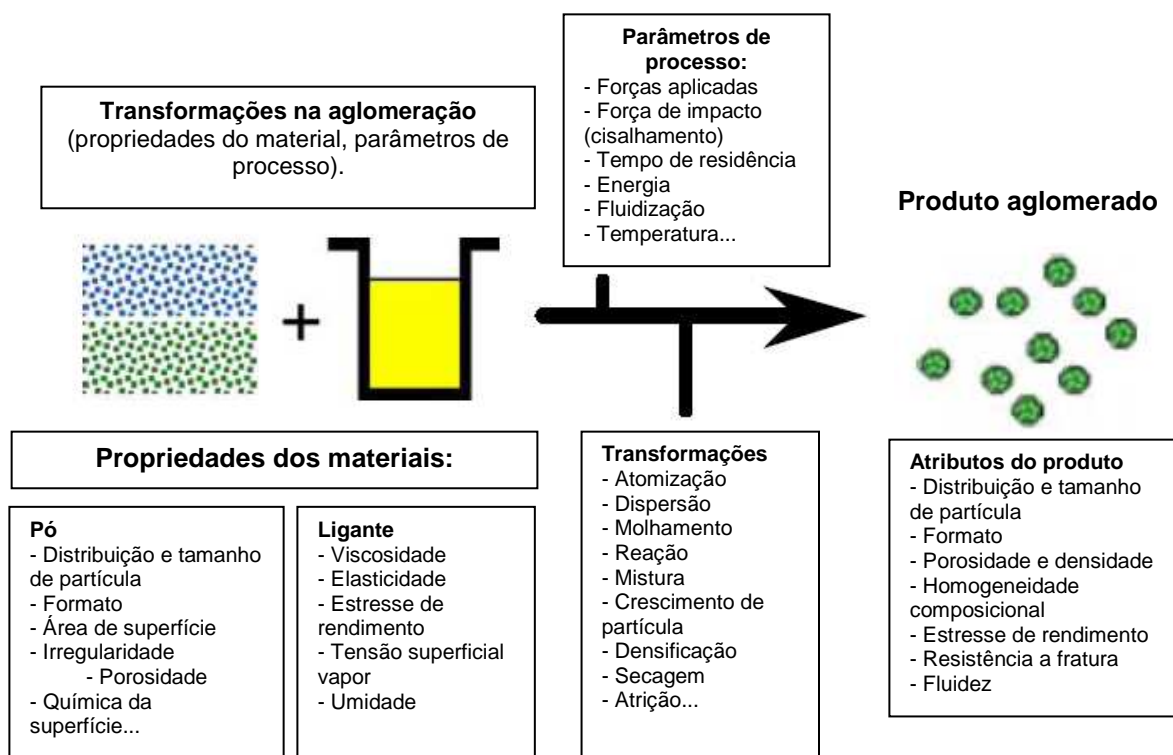 Transformações na aglomeração
(propriedades do material, parâmetros de
processo).
Parâmetros de
processo:
- Forças aplicadas
- Força de impacto
(cisalhamento)
- Tempo de residência
- Energia
- Fluidização
- Temperatura...
Produto aglomerado
+
Propriedades dos materiais:
Pó
- Distribuição e tamanho
de partícula
- Formato
- Área de superfície
- Irregularidade
- Porosidade
- Química da
superfície...
Ligante
- Viscosidade
- Elasticidade
- Estresse de
rendimento
- Tensão superficial
vapor
- Umidade
Transformações
- Atomização
- Dispersão
- Molhamento
- Reação
- Mistura
- Crescimento de
partícula
- Densificação
- Secagem
- Atrição...
Atributos do produto
- Distribuição e tamanho
de partícula
- Formato
- Porosidade e densidade
- Homogeneidade
composicional
- Estresse de rendimento
- Resistência a fratura
- Fluidez